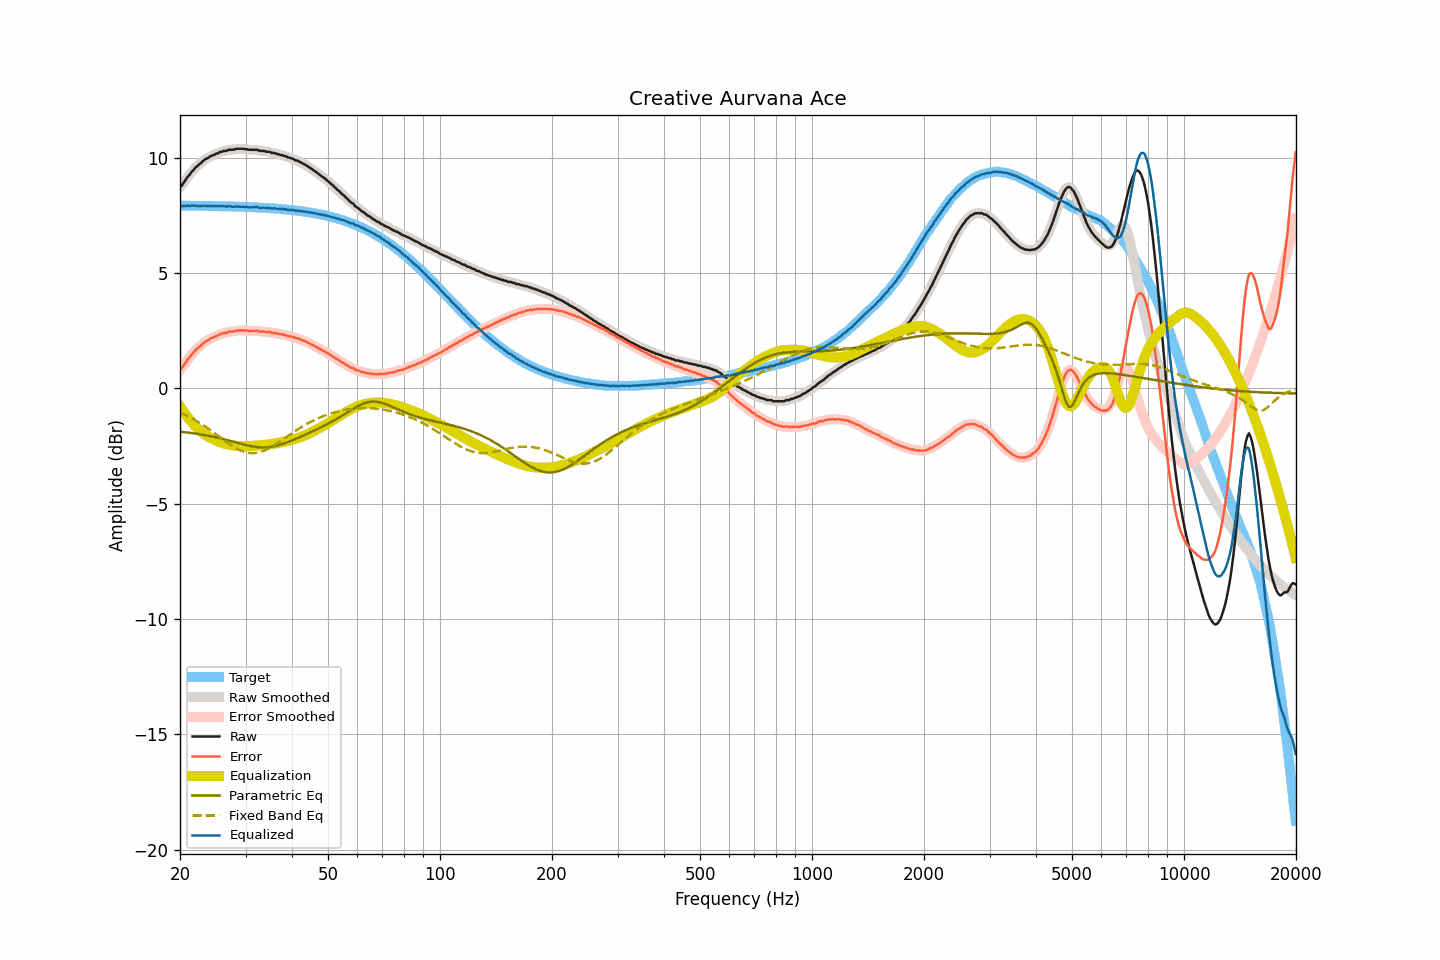 Creative Aurvana Ace
10
5
0
−5
−10
−15
−20
Amplitude (dBr)
Target
Raw Smoothed
Error Smoothed
Raw
Error
Equalization
Parametric Eq
Fixed Band Eq
Equalized
20 50 100 200 500 1000 2000 5000 10000 20000
Frequency (Hz)